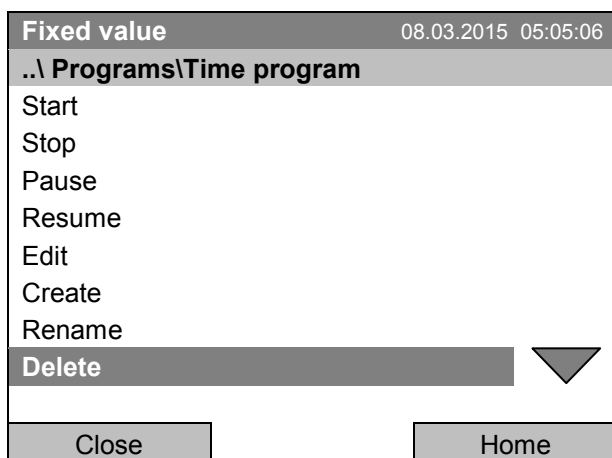 Fixed value 08.03.2015 05:05:06
..\ Programs\Time program
Start
Stop
Pause
Resume
Edit
Create
Rename
Delete
Close Home